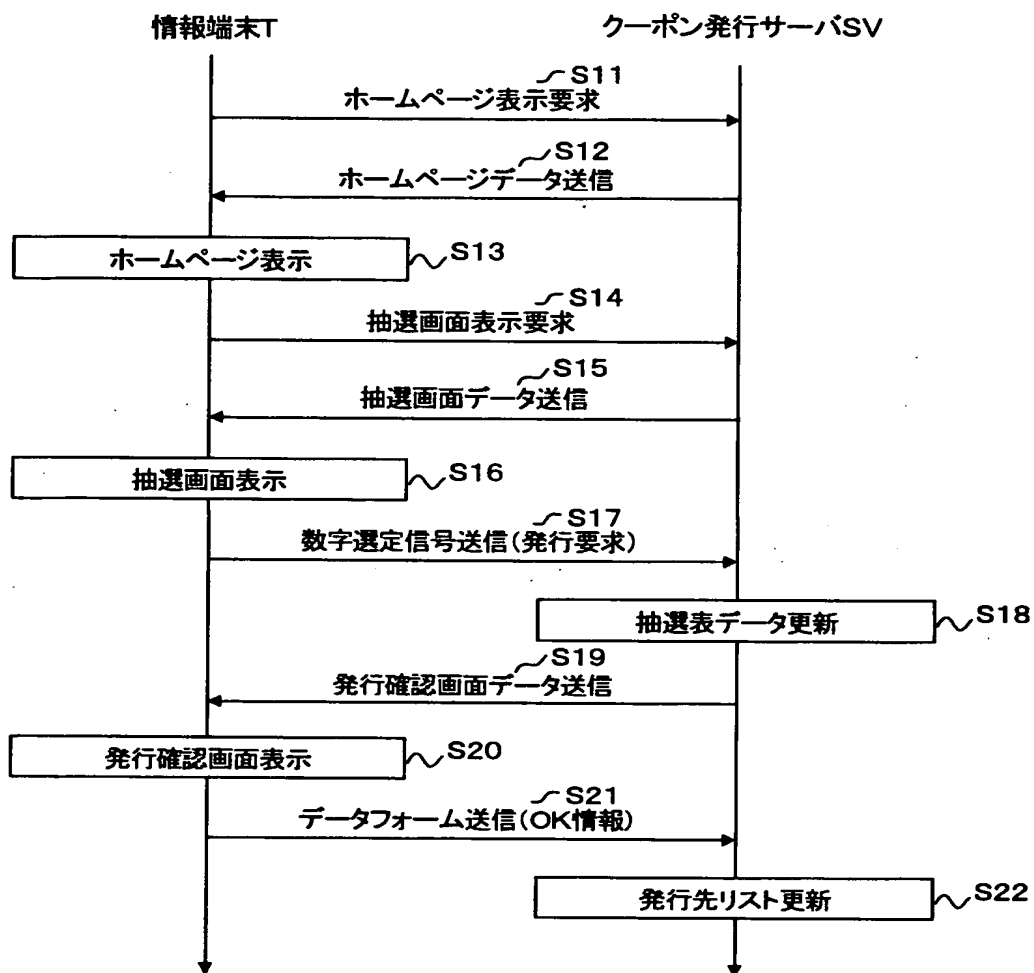 情報端末T
クーポン発行サーバSV
S11
ホームページ表示要求
S12
ホームページデータ送信
ホームページ表示
S13
S14
抽選画面表示要求
S15
抽選画面データ送信
抽選画面表示
S16
S17
数字選定信号送信(発行要求)
抽選表データ更新
S18
S19
発行確認画面データ送信
発行確認画面表示
S20
S21
データフォーム送信(OK情報)
発行先リスト更新
S22